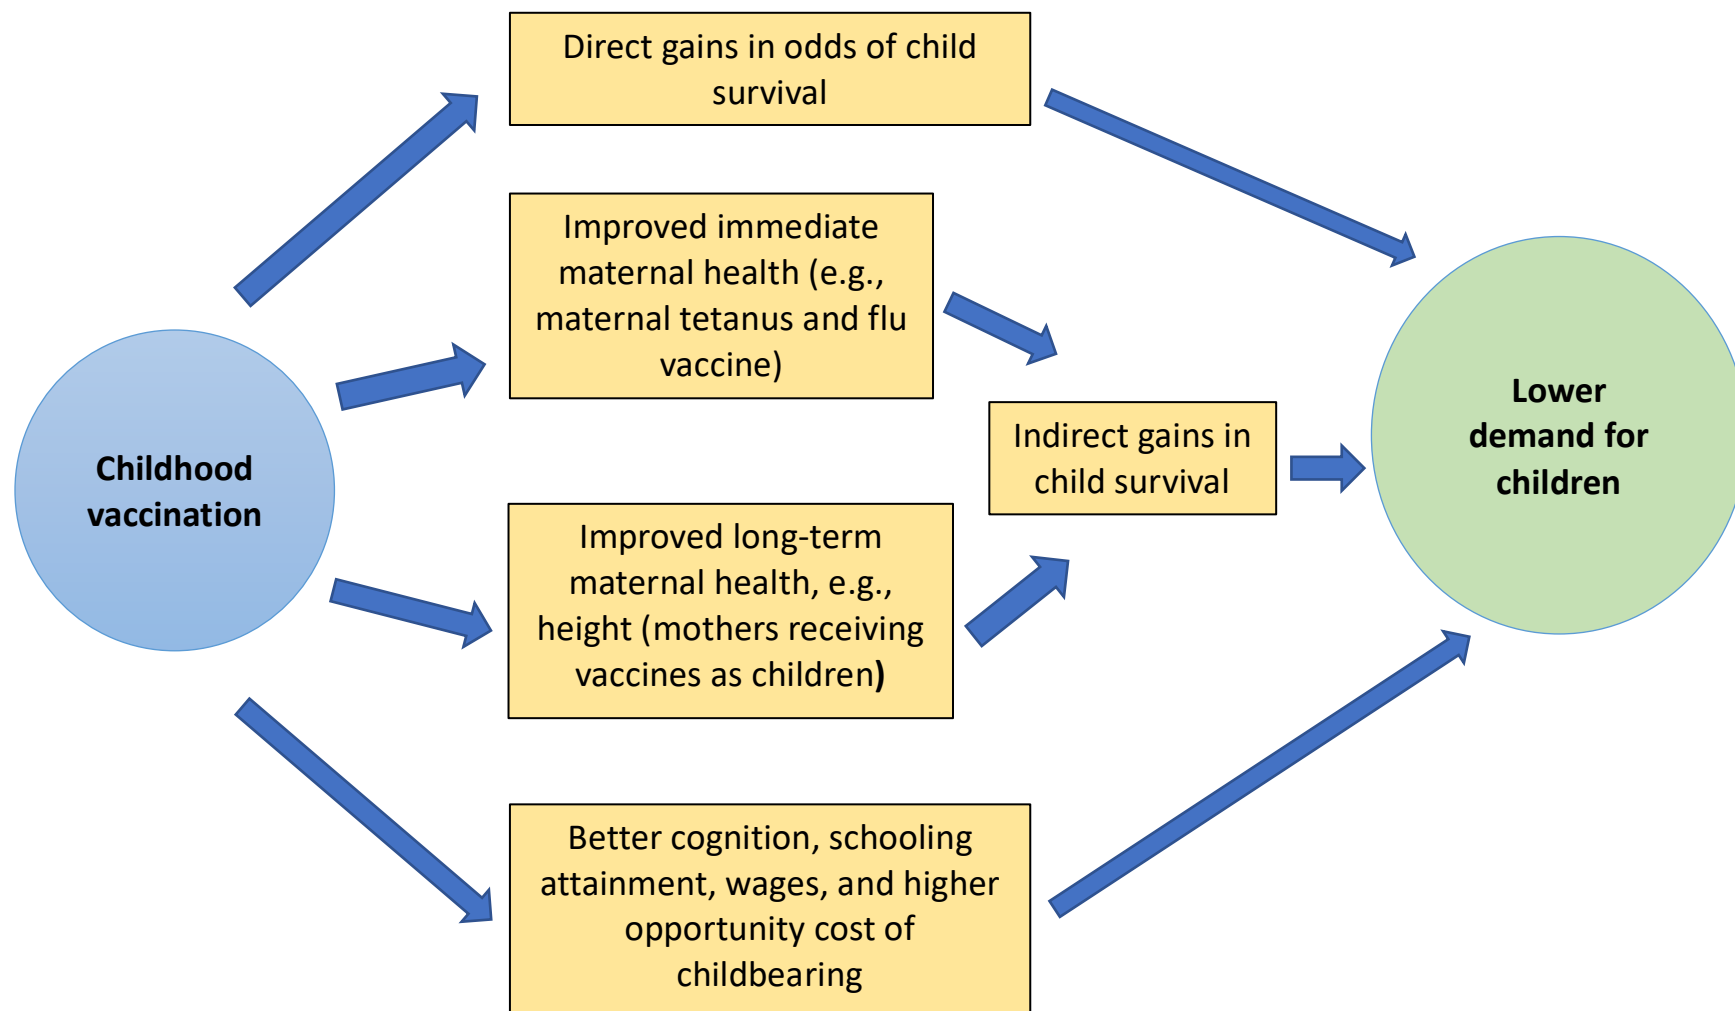 Direct gains in odds of child
survival
Improved immediate
maternal health (e.g.,
maternal tetanus and flu
vaccine)
Childhood
vaccination
Indirect gains in
child survival
Lower
demand for
children
Improved long-term
maternal health, e.g.,
height (mothers receiving
vaccines as children)
Better cognition, schooling
attainment, wages, and higher
opportunity cost of
childbearing